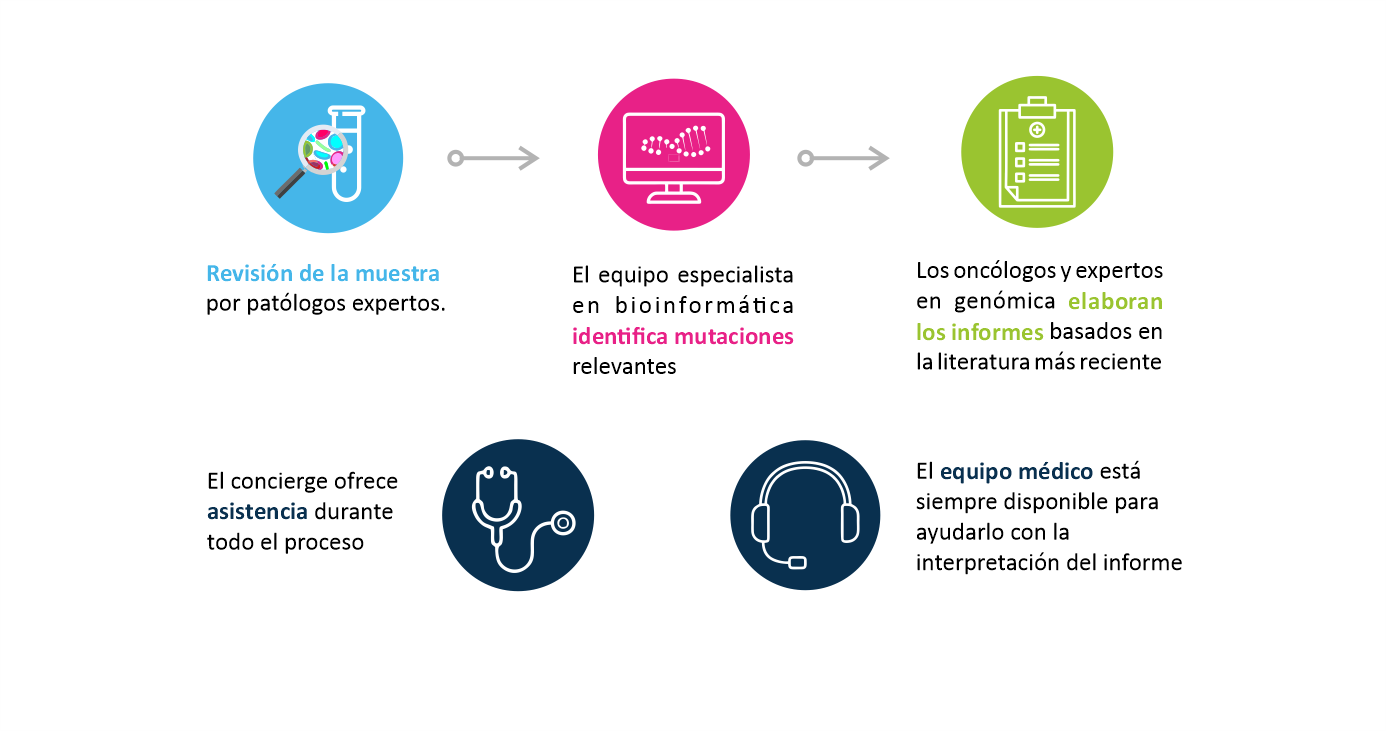 Revisión de la muestra
por patólogos expertos.
El equipo especialista
en bioinformática
identifica mutaciones
relevantes
Los oncólogos y expertos
en genómica elaboran
los informes basados en
la literatura más reciente
El concierge ofrece
asistencia durante
todo el proceso
El equipo médico está
siempre disponible para
ayudarlo con la
interpretación del informe